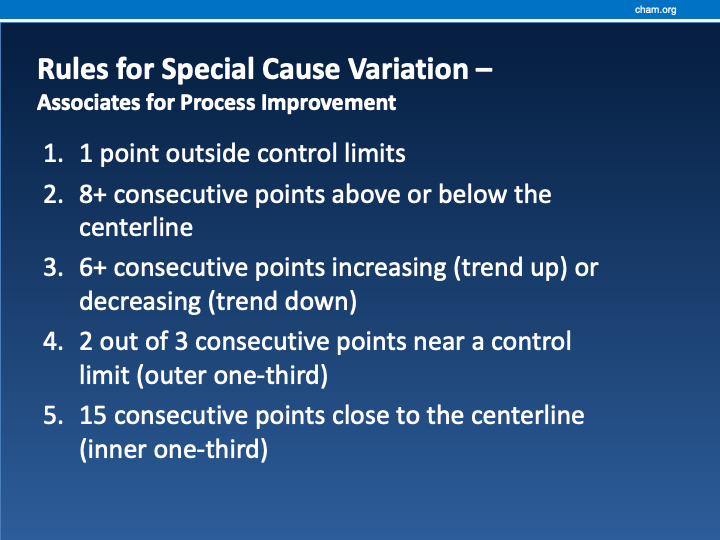 cham.org
Rules for Special Cause Variation –
Associates for Process Improvement
1. 1 point outside control limits
2. 8+ consecutive points above or below the
centerline
3. 6+ consecutive points increasing (trend up) or
decreasing (trend down)
4. 2 out of 3 consecutive points near a control
limit (outer one-third)
5. 15 consecutive points close to the centerline
(inner one-third)